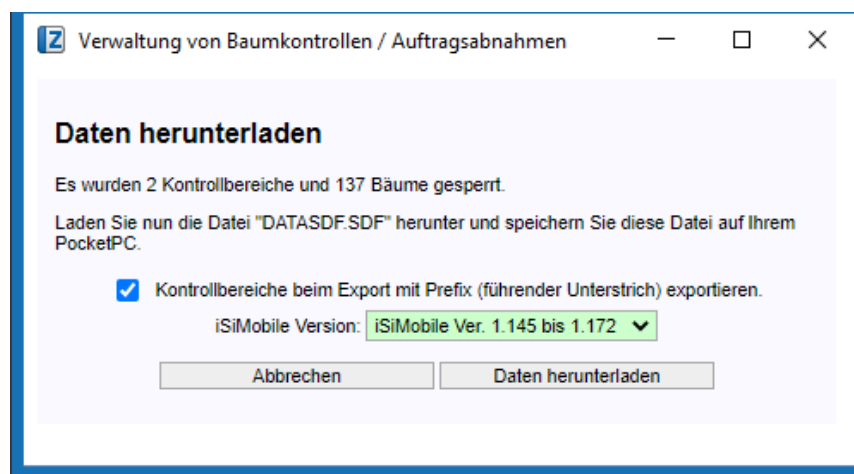 Z Verwaltung von Baumkontrollen / Auftragsabnahmen
Daten herunterladen
Es wurden 2 Kontrollbereiche und 137 Bäume gesperrt.
Laden Sie nun die Datei "DATASDF.SDF" herunter und speichern Sie diese Datei auf Ihrem
PocketPC.
Kontrollbereiche beim Export mit Prefix (führender Unterstrich) exportieren.
iSiMobile Version: iSiMobile Ver. 1.145 bis 1.172
Abbrechen Daten herunterladen